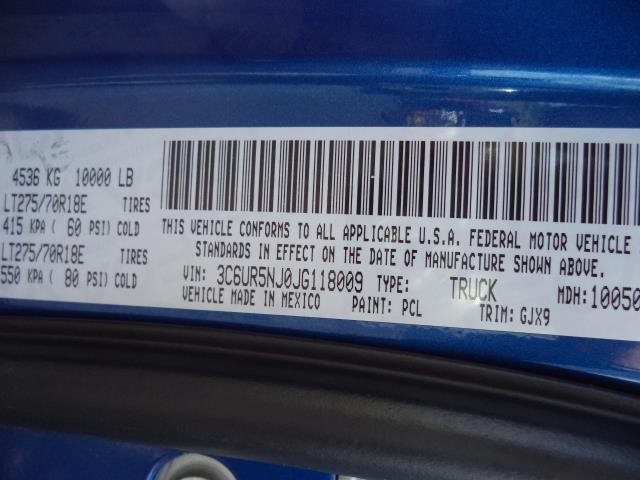 4536 KG 10000 LB
LT275/70R18E TIRES
415 KPA ( 60 PSI) COLD
LT275/70R18E TIRES
550 KPA ( 80 PSI) COLD
THIS VEHICLE CONFORMS TO ALL APPLICABLE U.S.A. FEDERAL MOTOR VEHICLE
STANDARDS IN EFFECT ON THE DATE OF MANUFACTURE SHOWN ABOVE.
VIN: 3C6UR5NJ0JG118009 TYPE: TRUCK MDH: 10050
VEHICLE MADE IN MEXICO PAINT: PCL TRIM: GJX9